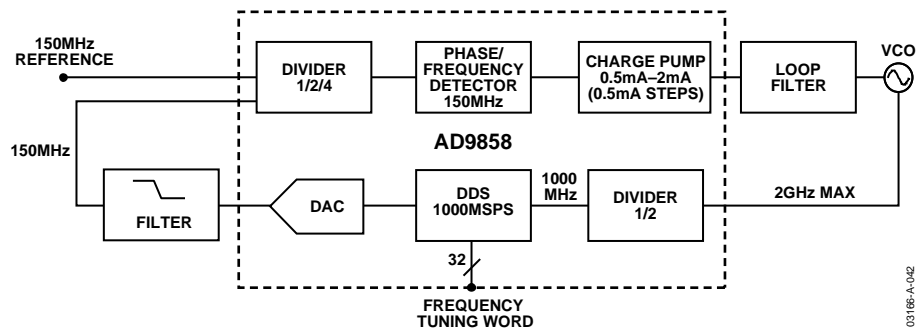 150MHz
REFERENCE
DIVIDER
1/2/4
PHASE/
FREQUENCY
DETECTOR
150MHz
CHARGE PUMP
0.5mA–2mA
(0.5mA STEPS)
LOOP
FILTER
VCO
AD9858
150MHz
FILTER
DAC
DDS
1000MSPS
1000
MHz
DIVIDER
1/2
2GHz MAX
32
FREQUENCY
TUNING WORD
03166-A-042